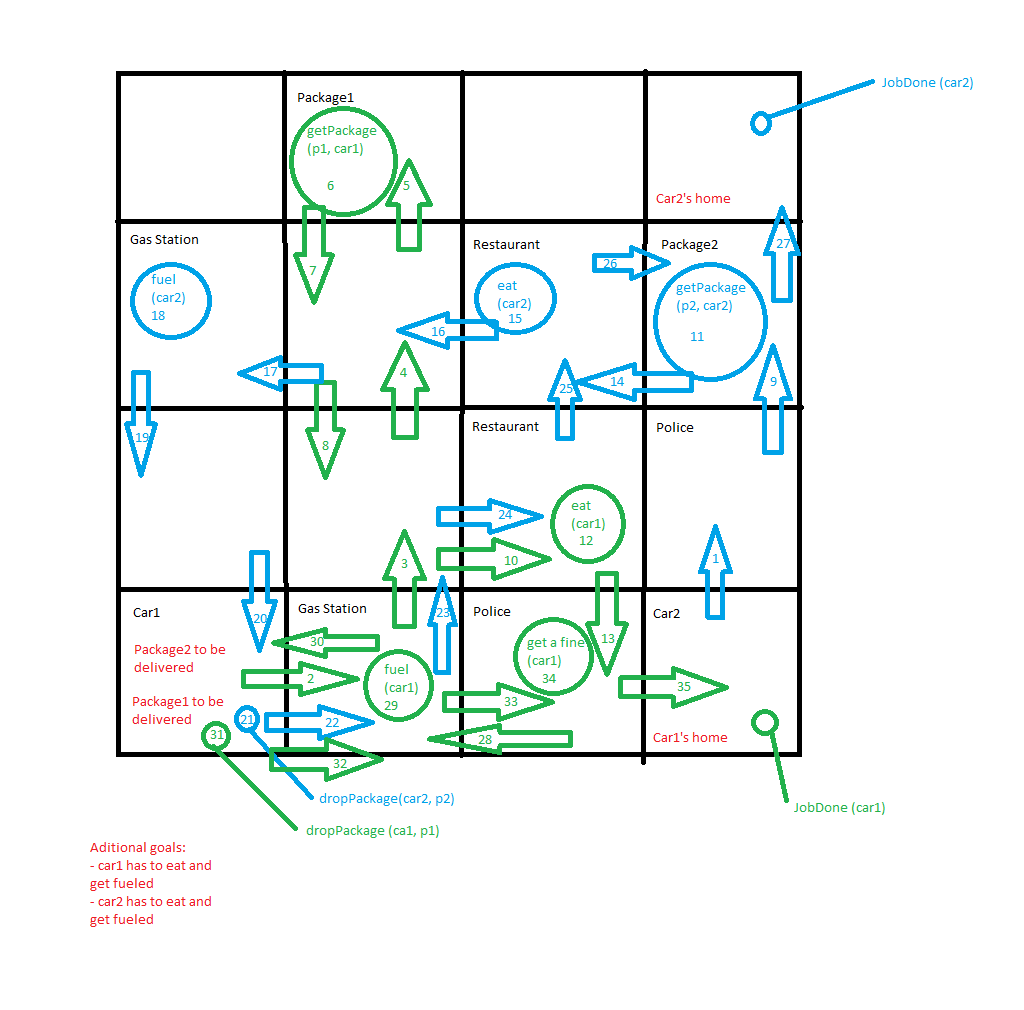 JobDone (car2)
Package1
getPackage
(p1, car1)
6
5
Car2's home
Gas Station
7
Restaurant
26
Package2
27
fuel
(car2)
18
eat
(car2)
15
getPackage
(p2, car2)
11
16
17
4
25
14
9
19
8
Restaurant
Police
24
eat
(car1)
12
3
10
1
Car1
Gas Station
23
Police
Car2
20
30
13
Package2 to be
delivered
2
fuel
(car1)
29
get a fine
(car1)
34
35
Package1 to be
delivered
33
31
21
22
28
Car1's home
32
dropPackage(car2, p2)
JobDone (car1)
dropPackage (ca1, p1)
Aditional goals:
- car1 has to eat and
get fueled
- car2 has to eat and
get fueled